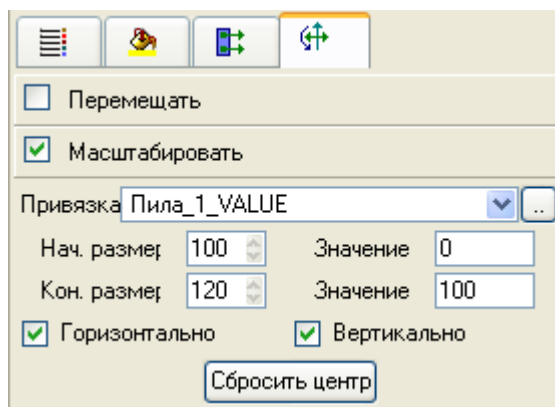 Перемещать
Масштабировать
Привязка Пила_1_VALUE ..
Нач. размер 100 Значение 0
Кон. размер 120 Значение 100
Горизонтально Вертикально
Сбросить центр